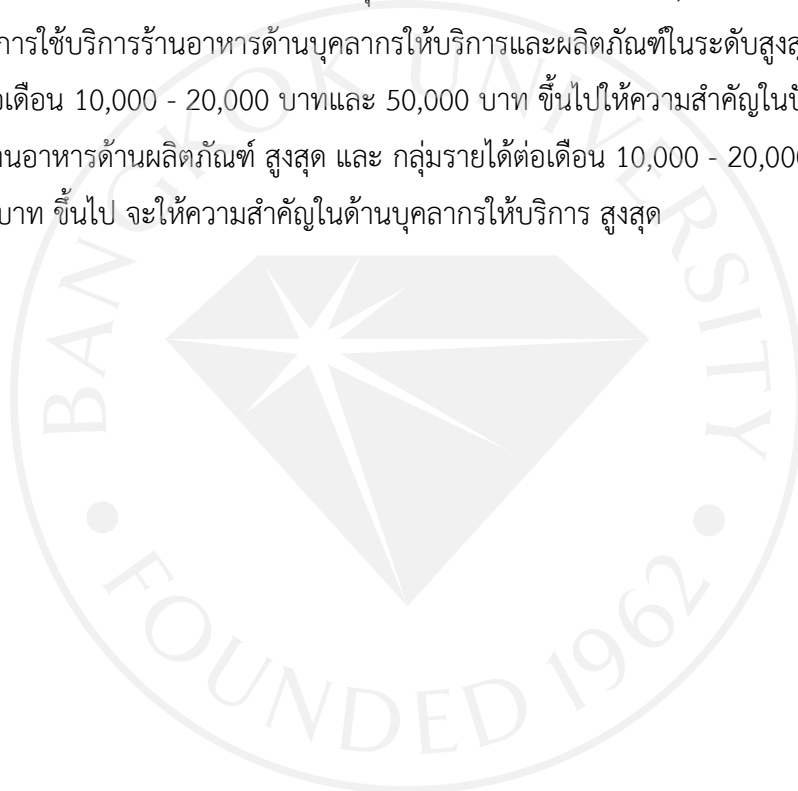 การใช้บริการร้านอาหารด้านบุคลากรให้บริการและผลิตภัณฑ์ในระดับ
เดือน 10,000 - 20,000 บาทและ 50,000 บาท ขึ้นไปให้ความสำคัญใน
อาหารด้านผลิตภัณฑ์ สูงสุด และ กลุ่มรายได้ต่อเดือน 10,000 - 20,000
บาท ขึ้นไป จะให้ความสำคัญในด้านบุคลากรให้บริการ สูงสุด
BANGKOK UNIVERSITY
FOUNDED 1962